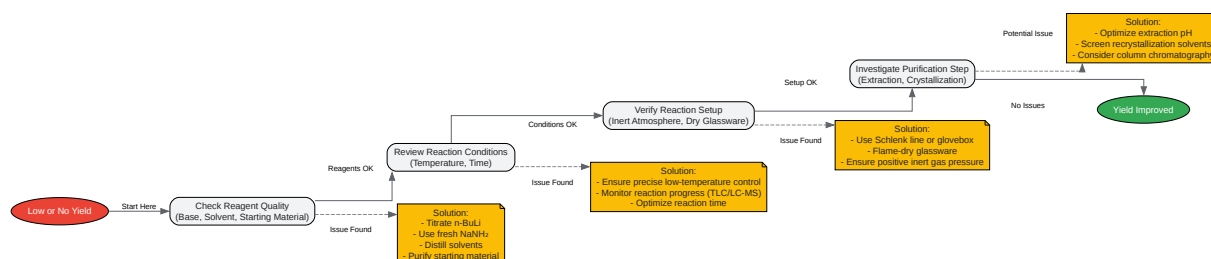 Low or No Yield
Start Here
Check Reagent Quality
(Base, Solvent, Starting Material)
Issue Found
Solution:
- Titrate n-BuLi
- Use fresh NaNH₂
- Distill solvents
- Purify starting material
Reagents OK
Review Reaction Conditions
(Temperature, Time)
Issue Found
Solution:
- Ensure precise low-temperature control
- Monitor reaction progress (TLC/LC-MS)
- Optimize reaction time
Conditions OK
Verify Reaction Setup
(Inert Atmosphere, Dry Glassware)
Issue Found
Solution:
- Use Schlenk line or glovebox
- Flame-dry glassware
- Ensure positive inert gas pressure
Setup OK
Investigate Purification Step
(Extraction, Crystallization)
Potential Issue
Solution:
- Optimize extraction pH
- Screen recrystallization solvents
- Consider column chromatography
No Issues
Yield Improved